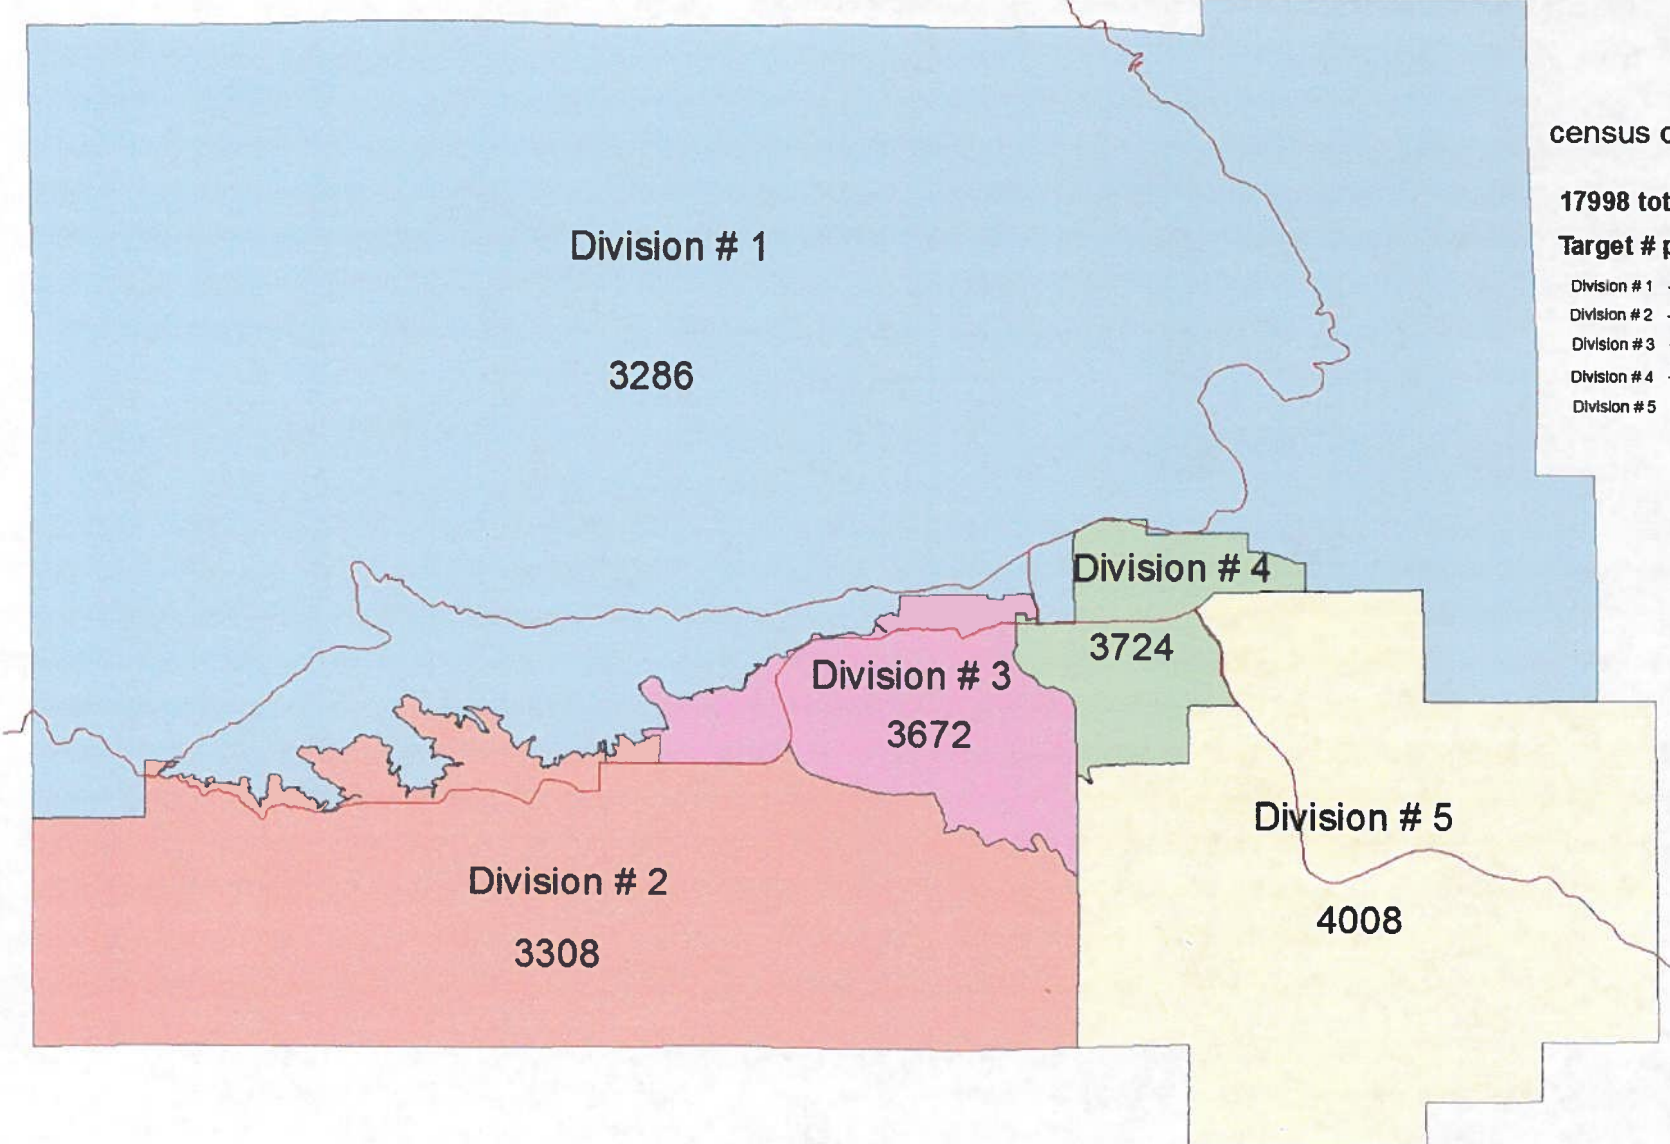 Division # 1
3286
Division # 4
3724
Division # 3
3672
Division # 5
4008
Division # 2
3308
census
17998
Target #
Division # 1 -
Division # 2 -
Division # 3 -
Division # 4 -
Division # 5